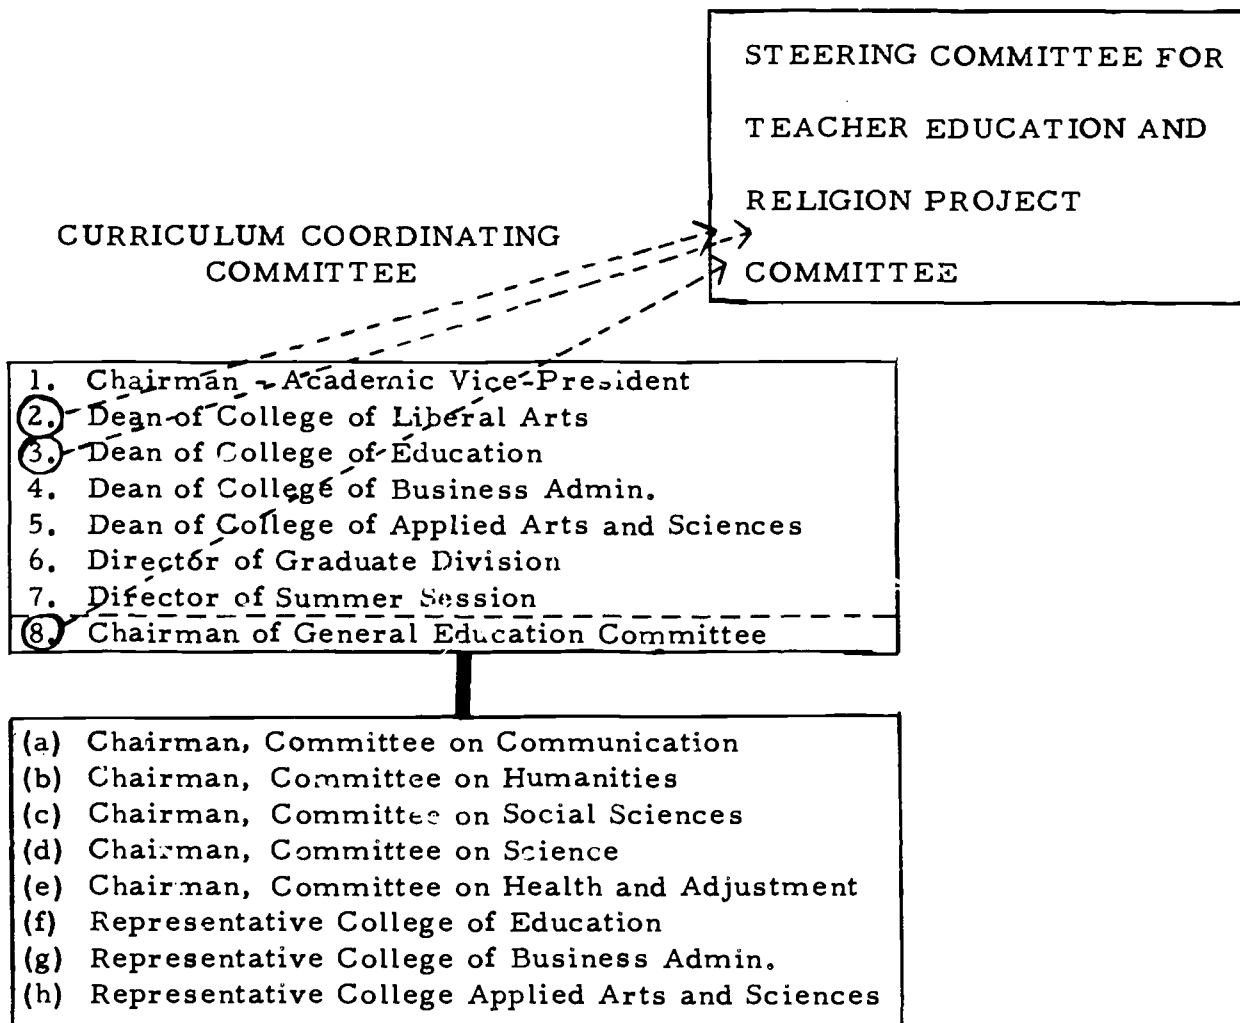 STEERING COMMITTEE FOR
TEACHER EDUCATION AND
RELIGION PROJECT
COMMITTEE
CURRICULUM COORDINATING
COMMITTEE
1. Chairman - Academic Vice-President
2. Dean of College of Liberal Arts
3. Dean of College of Education
4. Dean of College of Business Admin.
5. Dean of College of Applied Arts and Sciences
6. Director of Graduate Division
7. Director of Summer Session
8. Chairman of General Education Committee
(a) Chairman, Committee on Communication
(b) Chairman, Committee on Humanities
(c) Chairman, Committee on Social Sciences
(d) Chairman, Committee on Science
(e) Chairman, Committee on Health and Adjustment
(f) Representative College of Education
(g) Representative College of Business Admin.
(h) Representative College Applied Arts and Sciences